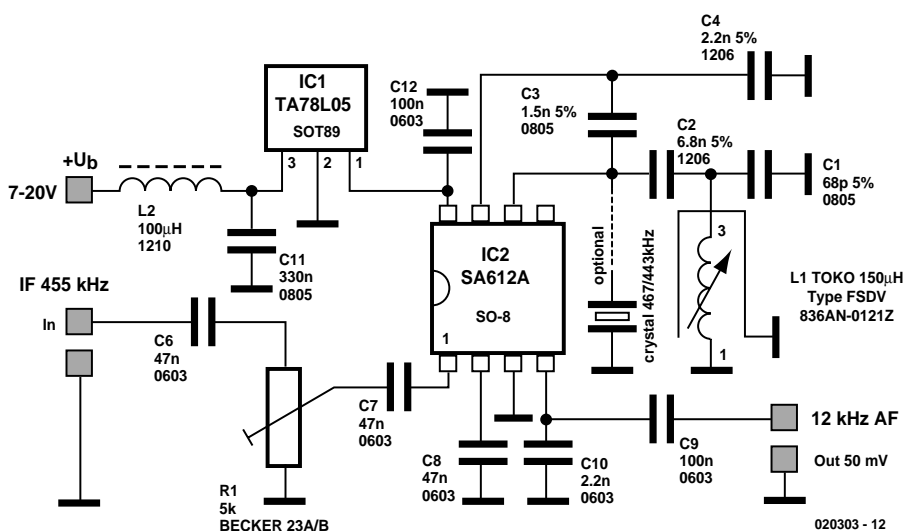 C4
2.2n 5%
1206
IC1
TA78L05
SOT89
3
2
1
C12
100n
0603
C3
1.5n 5%
0805
C2
6.8n 5%
1206
C1
68p 5%
0805
+Ub
7-20V
L2
100µH
1210
C11
330n
0805
IC2
SA612A
SO-8
1
optional
crystal 467/443kHz
3
1
L1 TOKO 150µH
Type FSDV
836AN-0121Z
IF 455 kHz
In
C6
47n
0603
C7
47n
0603
R1
5k
BECKER 23A/B
C8
47n
0603
C10
2.2n
0603
C9
100n
0603
12 kHz AF
Out 50 mV
020303 - 12